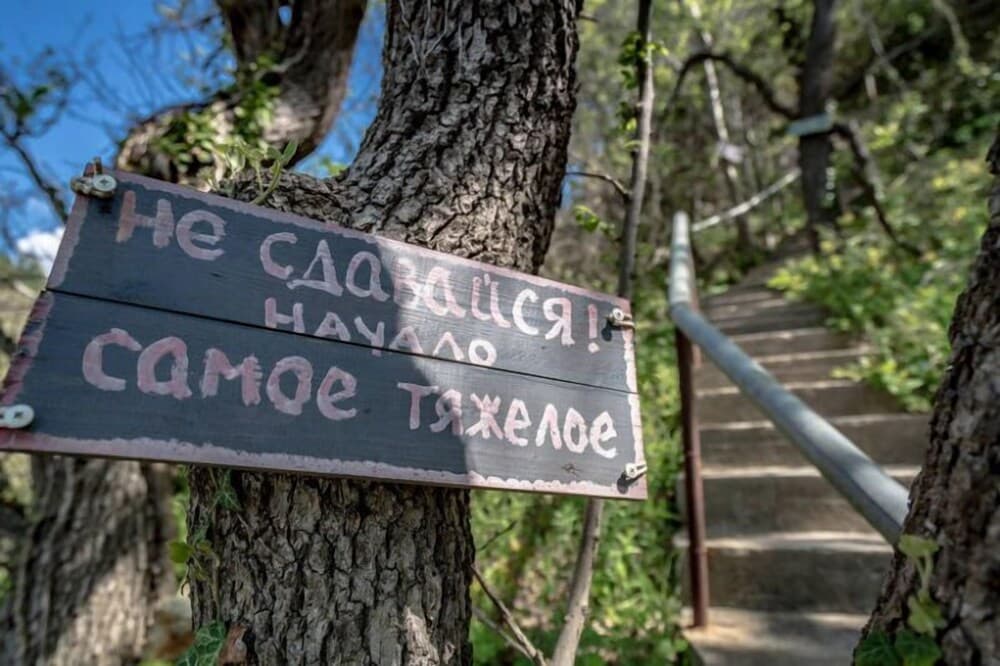 Не сдавайся!
начало
самое тяжелое